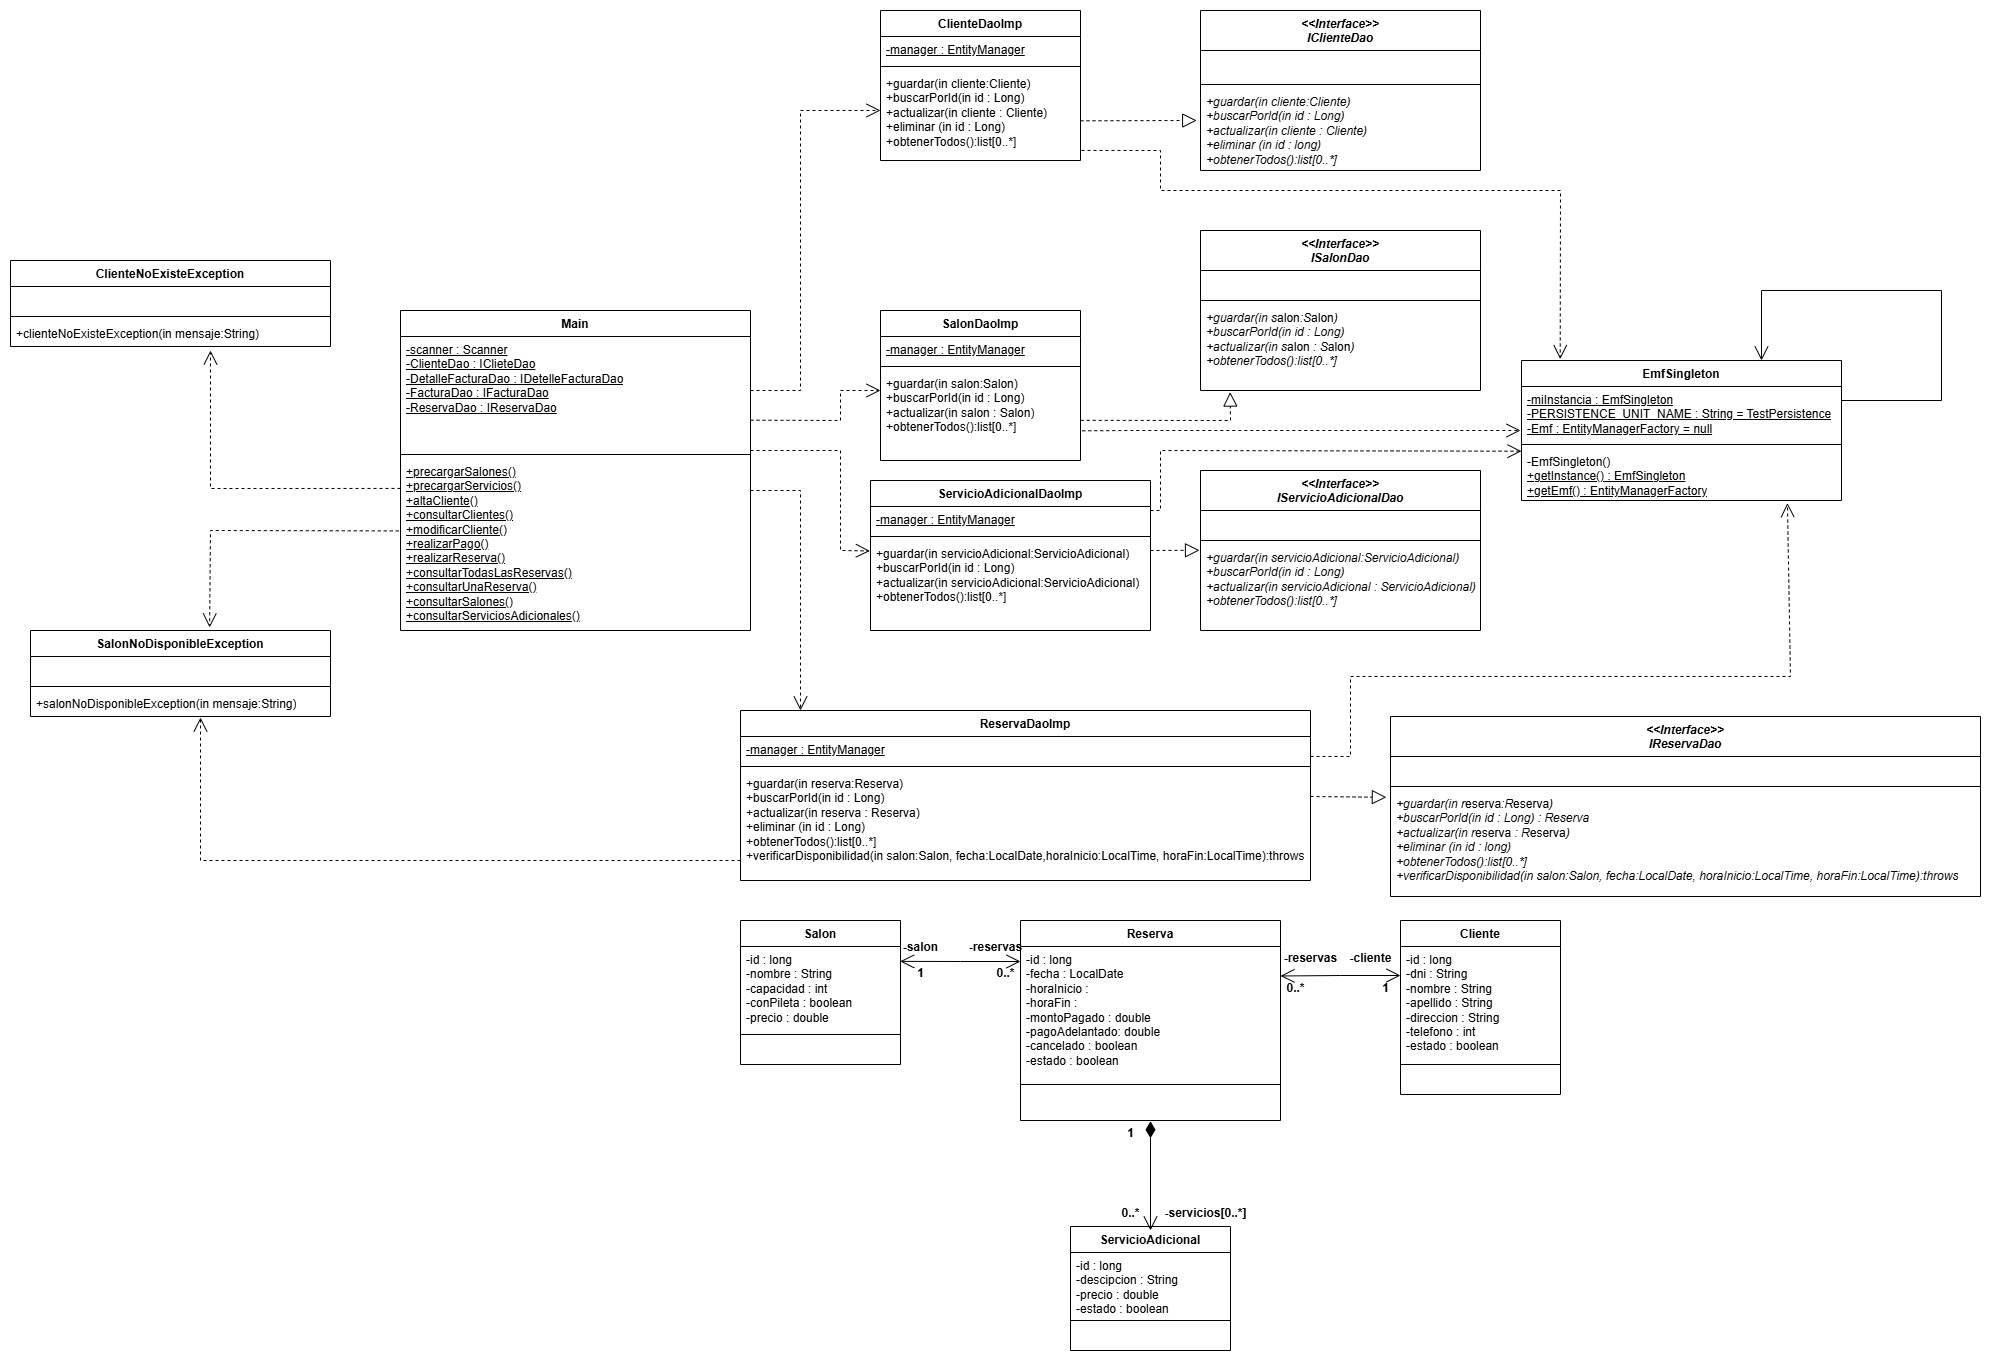 ClienteDaoImp
-manager : EntityManager
+guardar(in cliente:Cliente)
+buscarPorId(in id : Long)
+actualizar(in cliente : Cliente)
+eliminar (in id : Long)
+obtenerTodos():list[0..*]
<<Interface>>
IClienteDao
+guardar(in cliente:Cliente)
+buscarPorId(in id : Long)
+actualizar(in cliente : Cliente)
+eliminar (in id : long)
+obtenerTodos():list[0..*]
ClienteNoExisteException
+clienteNoExisteException(in mensaje:String)
Main
-scanner : Scanner
-ClienteDao : IClieteDao
-DetalleFacturaDao : IDetelleFacturaDao
-FacturaDao : IFacturaDao
-ReservaDao : IReservaDao
+precargarSalones()
+precargarServicios()
+altaCliente()
+consultarClientes()
+modificarCliente()
+realizarPago()
+realizarReserva()
+consultarTodasLasReservas()
+consultarUnaReserva()
+consultarSalones()
+consultarServiciosAdicionales()
SalonDaoImp
-manager : EntityManager
+guardar(in salon:Salon)
+buscarPorId(in id : Long)
+actualizar(in salon : Salon)
+obtenerTodos():list[0..*]
<<Interface>>
ISalonDao
+guardar(in salon:Salon)
+buscarPorId(in id : Long)
+actualizar(in salon : Salon)
+obtenerTodos():list[0..*]
EmfSingleton
-miInstancia : EmfSingleton
-PERSISTENCE_UNIT_NAME : String = TestPersistence
-Emf : EntityManagerFactory = null
-EmfSingleton()
+getInstance() : EmfSingleton
+getEmf() : EntityManagerFactory
ServicioAdicionalDaoImp
-manager : EntityManager
+guardar(in servicioAdicional:ServicioAdicional)
+buscarPorId(in id : Long)
+actualizar(in servicioAdicional:ServicioAdicional)
+obtenerTodos():list[0..*]
<<Interface>>
IServicioAdicionalDao
+guardar(in servicioAdicional:ServicioAdicional)
+buscarPorId(in id : Long)
+actualizar(in servicioAdicional : ServicioAdicional)
+obtenerTodos():list[0..*]
SalonNoDisponibleException
+salonNoDisponibleException(in mensaje:String)
ReservaDaoImp
-manager : EntityManager
+guardar(in reserva:Reserva)
+buscarPorId(in id : Long)
+actualizar(in reserva : Reserva)
+eliminar (in id : Long)
+obtenerTodos():list[0..*]
+verificarDisponibilidad(in salon:Salon, fecha:LocalDate,horaInicio:LocalTime, horaFin:LocalTime):throws
<<Interface>>
IReservaDao
+guardar(in reserva:Reserva)
+buscarPorId(in id : Long) : Reserva
+actualizar(in reserva : Reserva)
+eliminar (in id : long)
+obtenerTodos():list[0..*]
+verificarDisponibilidad(in salon:Salon, fecha:LocalDate, horaInicio:LocalTime, horaFin:LocalTime):throws
Salon
-id : long
-nombre : String
-capacidad : int
-conPileta : boolean
-precio : double
-salon
-reservas
1
0..*
Reserva
-id : long
-fecha : LocalDate
-horaInicio :
-horaFin :
-montoPagado : double
-pagoAdelantado: double
-cancelado : boolean
-estado : boolean
-reservas
-cliente
0..*
1
Cliente
-id : long
-dni : String
-nombre : String
-apellido : String
-direccion : String
-telefono : int
-estado : boolean
1
0..*
-servicios[0..*]
ServicioAdicional
-id : long
-descipcion : String
-precio : double
-estado : boolean